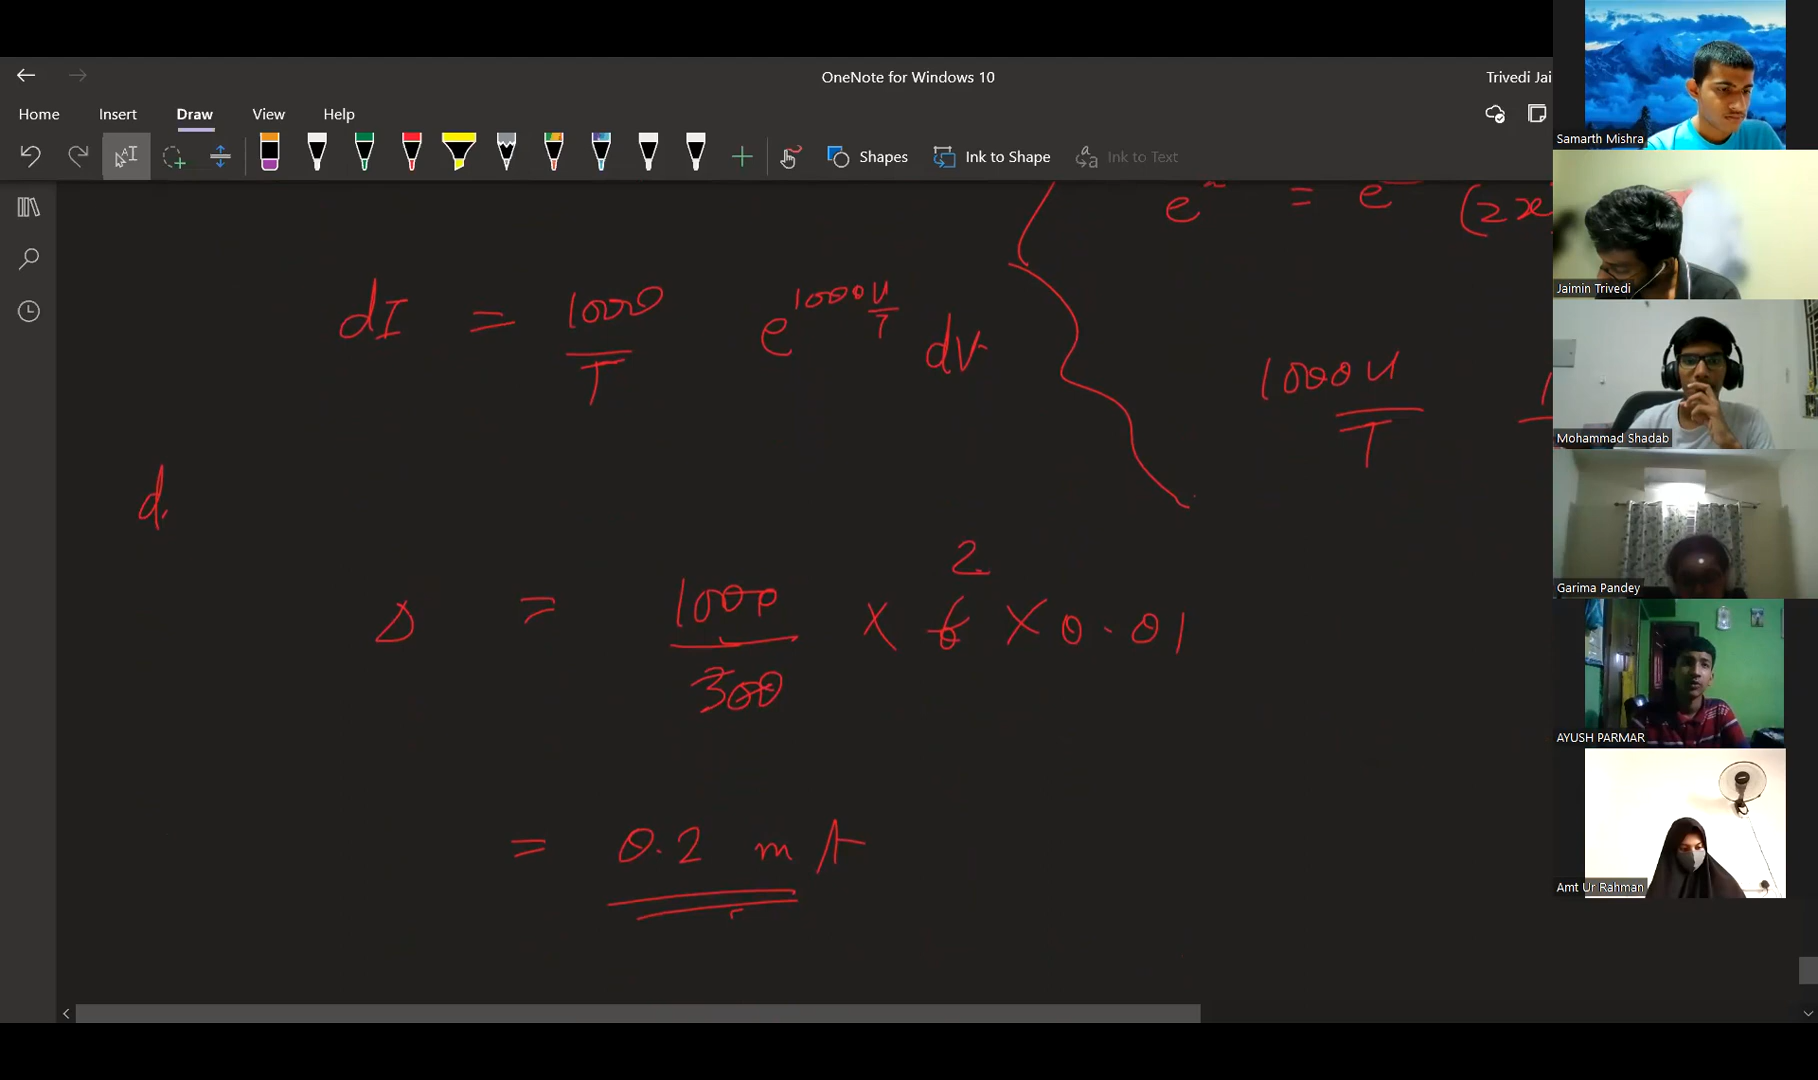 OneNote for Windows 10
Trivedi Jai
Home Insert Draw View Help
Shapes Ink to Shape Ink to Text
e = e (2x
dI = 1000/T e^(1000V/T) dV
1000V/T
d
Δ = 1000/300 × 6 × 0.01
2
= 0.2 mA
Samarth Mishra
Jaimin Trivedi
Mohammad Shadab
Garima Pandey
AYUSH PARMAR
Amt Ur Rahman